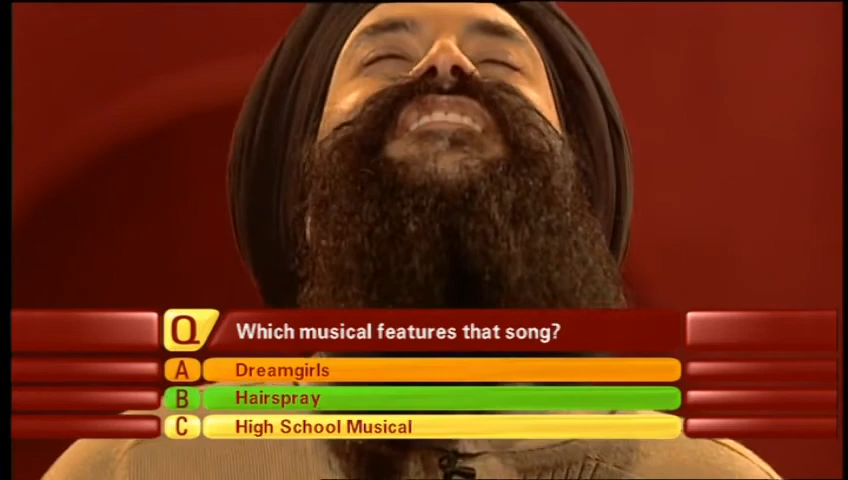 Q Which musical features that song?
A Dreamgirls
B Hairspray
C High School Musical